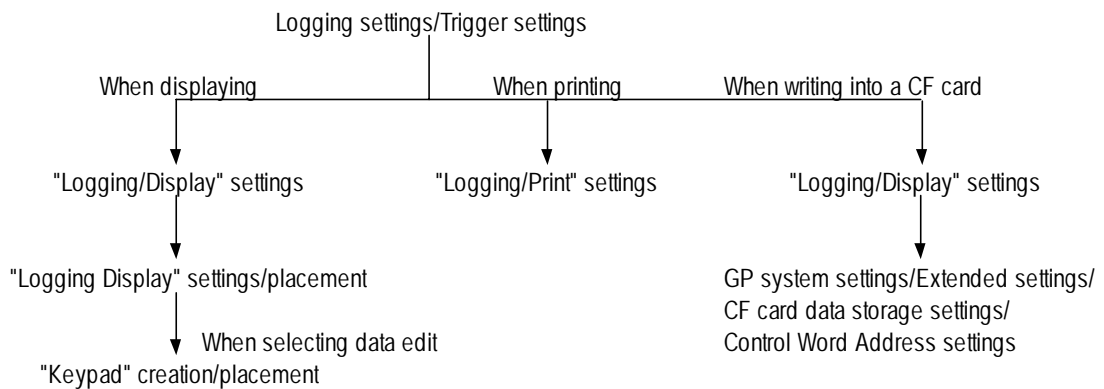 Logging settings/Trigger settings
When displaying
When printing
When writing into a CF card
"Logging/Display" settings
"Logging/Print" settings
"Logging/Display" settings
"Logging Display" settings/placement
GP system settings/Extended settings/
CF card data storage settings/
Control Word Address settings
When selecting data edit
"Keypad" creation/placement